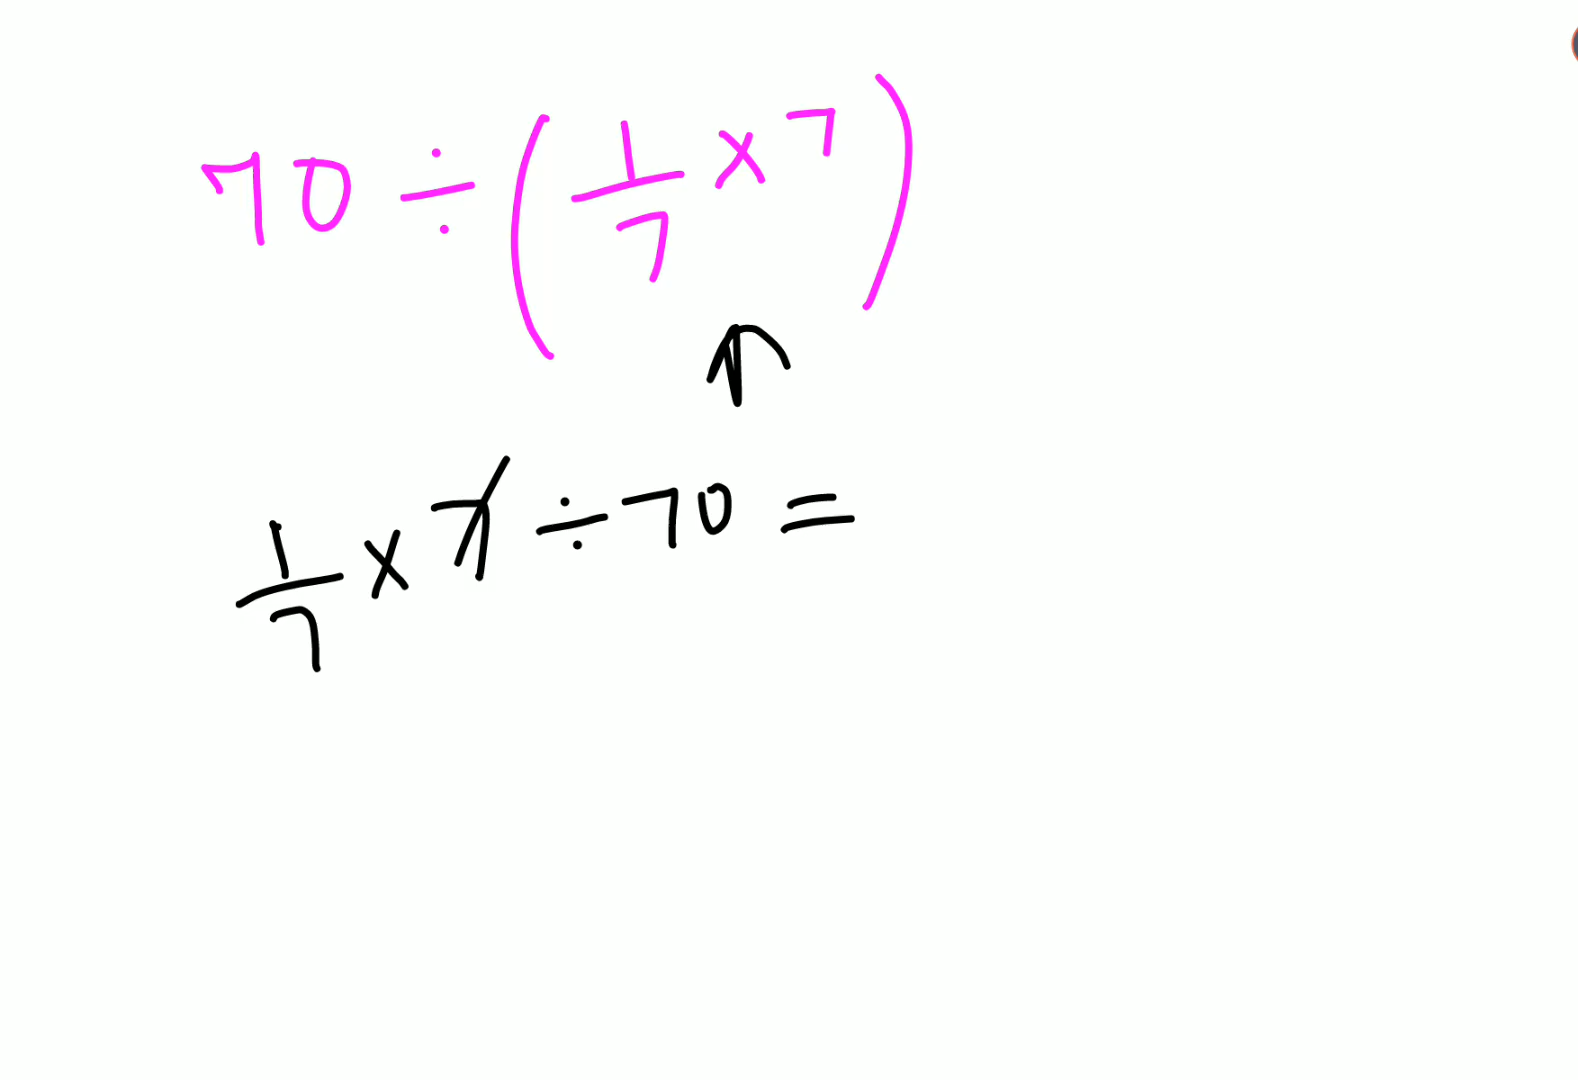 70 ÷ ( 1/7 × 7 )
1/7 × 7 ÷ 70 =